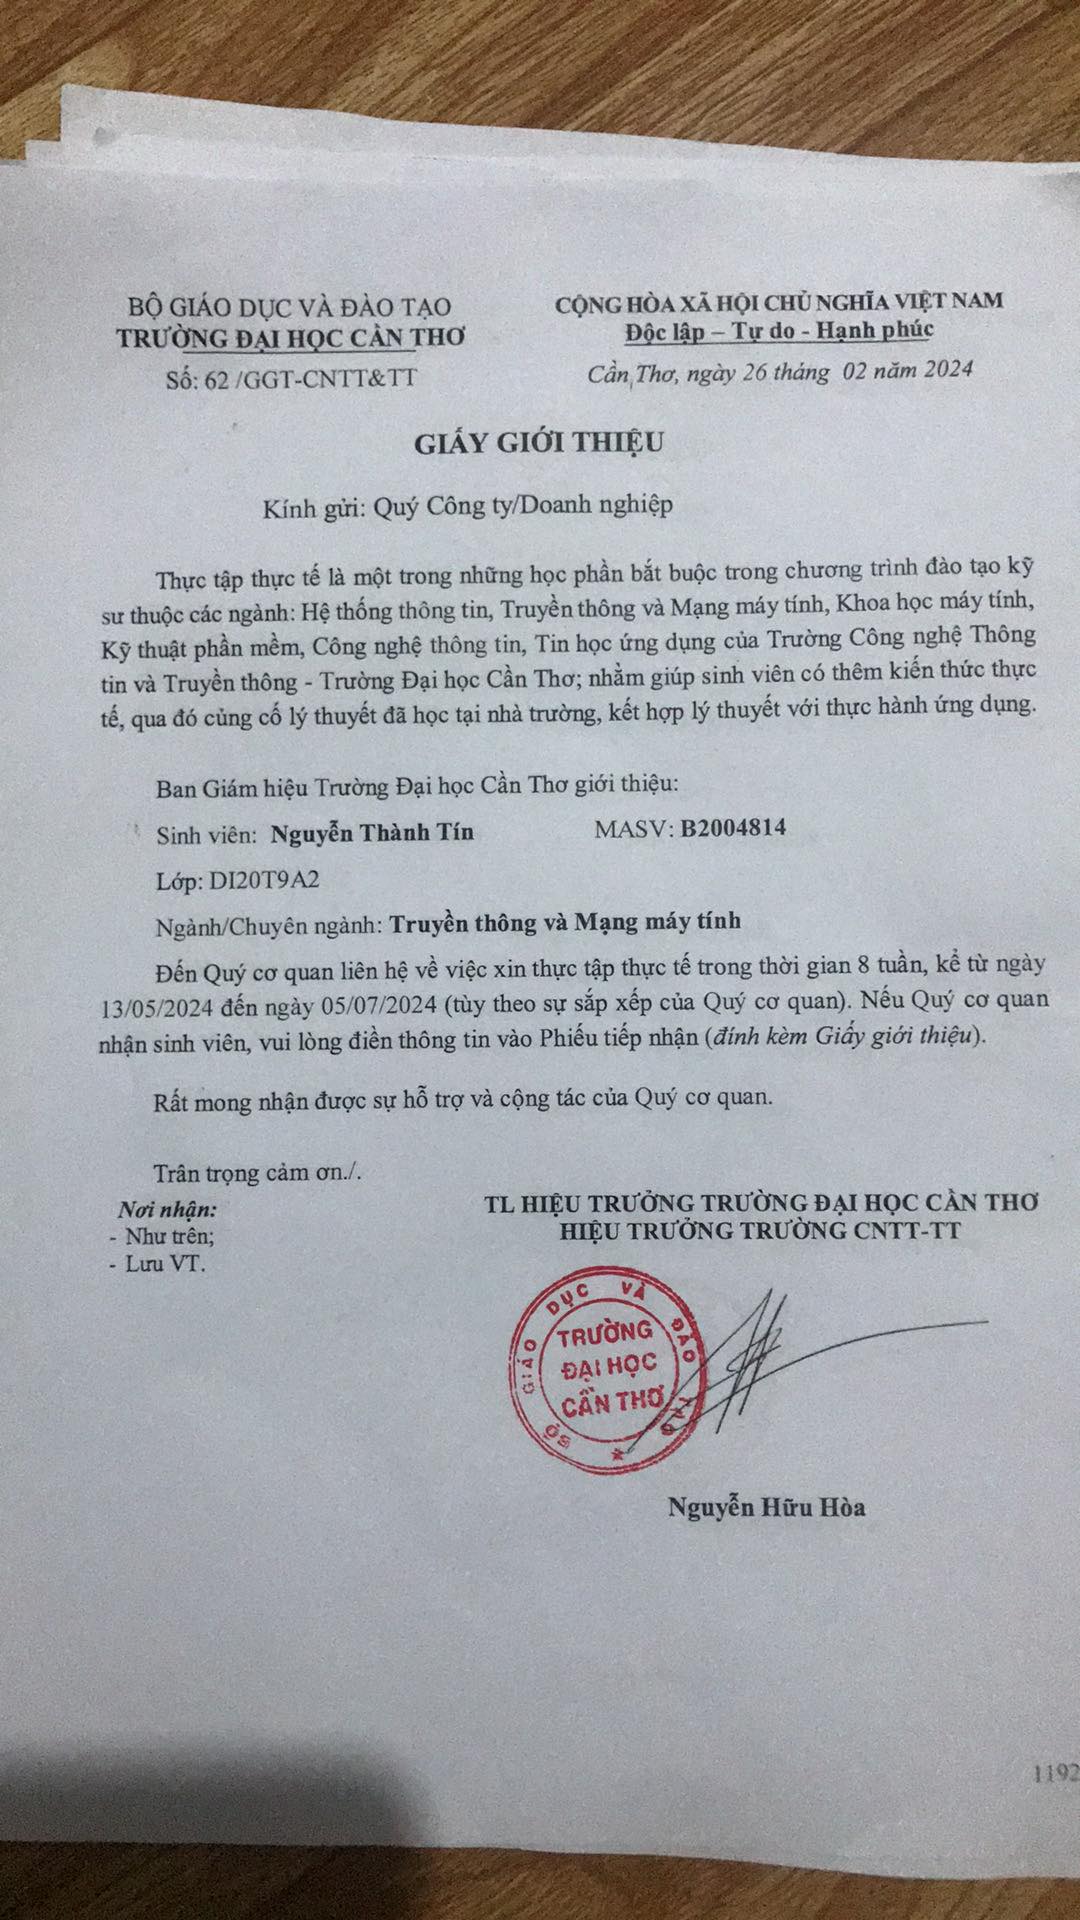 BỘ GIÁO DỤC VÀ ĐÀO TẠO
TRƯỜNG ĐẠI HỌC CẦN THƠ
Số: 62 /GGT-CNTT&TT
CỘNG HÒA XÃ HỘI CHỦ NGHĨA VIỆT NAM
Độc lập – Tự do - Hạnh phúc
Cần Thơ, ngày 26 tháng 02 năm 2024
GIẤY GIỚI THIỆU
Kính gửi: Quý Công ty/Doanh nghiệp
Thực tập thực tế là một trong những học phần bắt buộc trong chương trình đào tạo kỹ
sư thuộc các ngành: Hệ thống thông tin, Truyền thông và Mạng máy tính, Khoa học máy tính,
Kỹ thuật phần mềm, Công nghệ thông tin, Tin học ứng dụng của Trường Công nghệ Thông
tin và Truyền thông - Trường Đại học Cần Thơ; nhằm giúp sinh viên có thêm kiến thức thực
tế, qua đó củng cố lý thuyết đã học tại nhà trường, kết hợp lý thuyết với thực hành ứng dụng.
Ban Giám hiệu Trường Đại học Cần Thơ giới thiệu:
Sinh viên: Nguyễn Thành Tín MASV: B2004814
Lớp: DI20T9A2
Ngành/Chuyên ngành: Truyền thông và Mạng máy tính
Đến Quý cơ quan liên hệ về việc xin thực tập thực tế trong thời gian 8 tuần, kể từ ngày
13/05/2024 đến ngày 05/07/2024 (tùy theo sự sắp xếp của Quý cơ quan). Nếu Quý cơ quan
nhận sinh viên, vui lòng điền thông tin vào Phiếu tiếp nhận (đính kèm Giấy giới thiệu).
Rất mong nhận được sự hỗ trợ và cộng tác của Quý cơ quan.
Trân trọng cảm ơn./.
Nơi nhận:
- Như trên;
- Lưu VT.
TL HIỆU TRƯỞNG TRƯỜNG ĐẠI HỌC CẦN THƠ
HIỆU TRƯỞNG TRƯỜNG CNTT-TT
BỘ GIÁO DỤC VÀ ĐÀO TẠO
TRƯỜNG
ĐẠI HỌC
CẦN THƠ
Nguyễn Hữu Hòa
1192